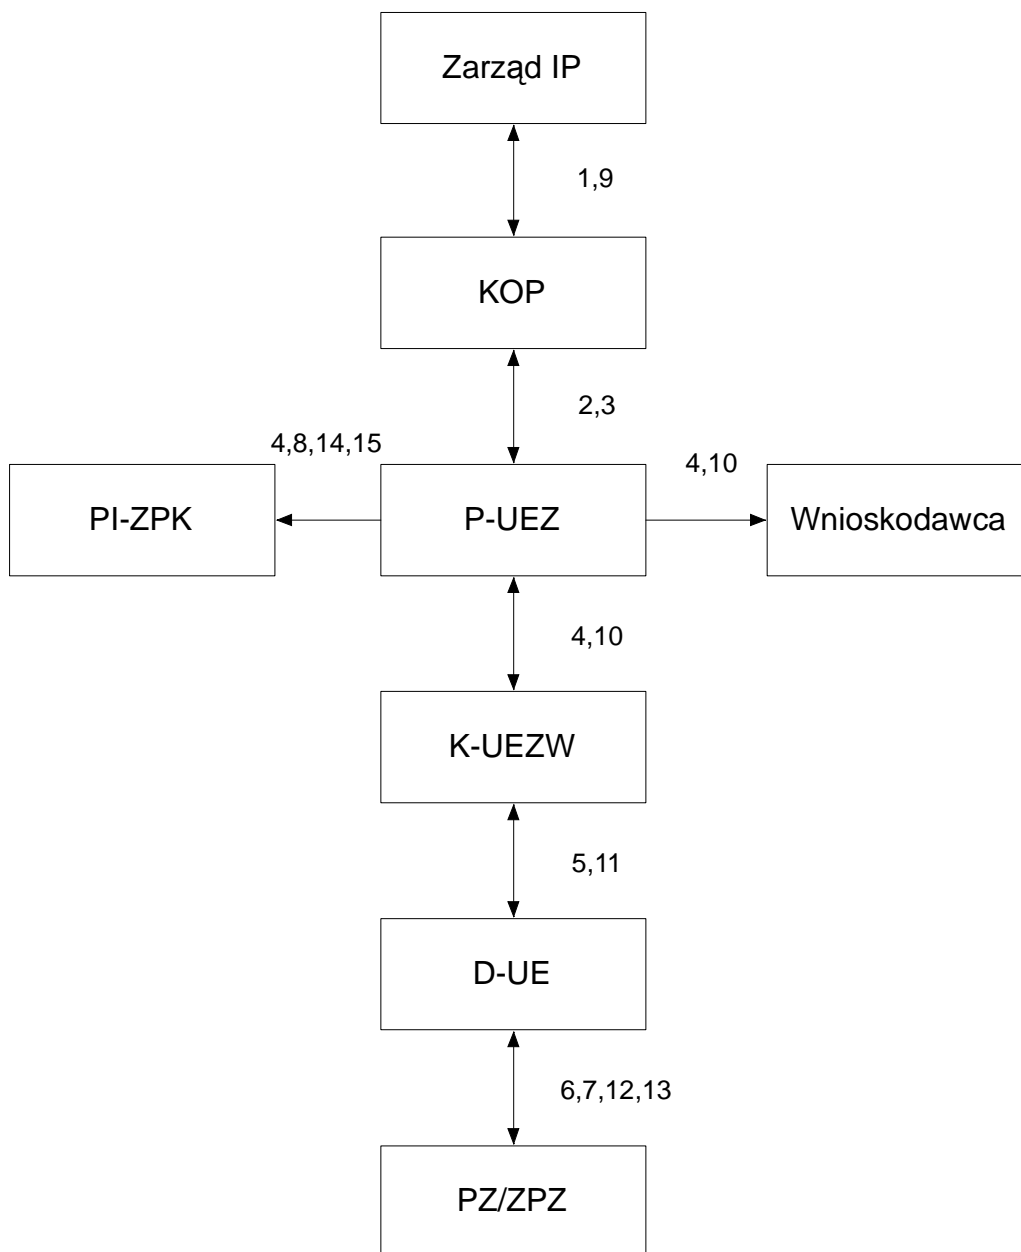 Zarząd IP
1,9
KOP
2,3
4,8,14,15
4,10
PI-ZPK
P-UEZ
Wnioskodawca
4,10
K-UEZW
5,11
D-UE
6,7,12,13
PZ/ZPZ